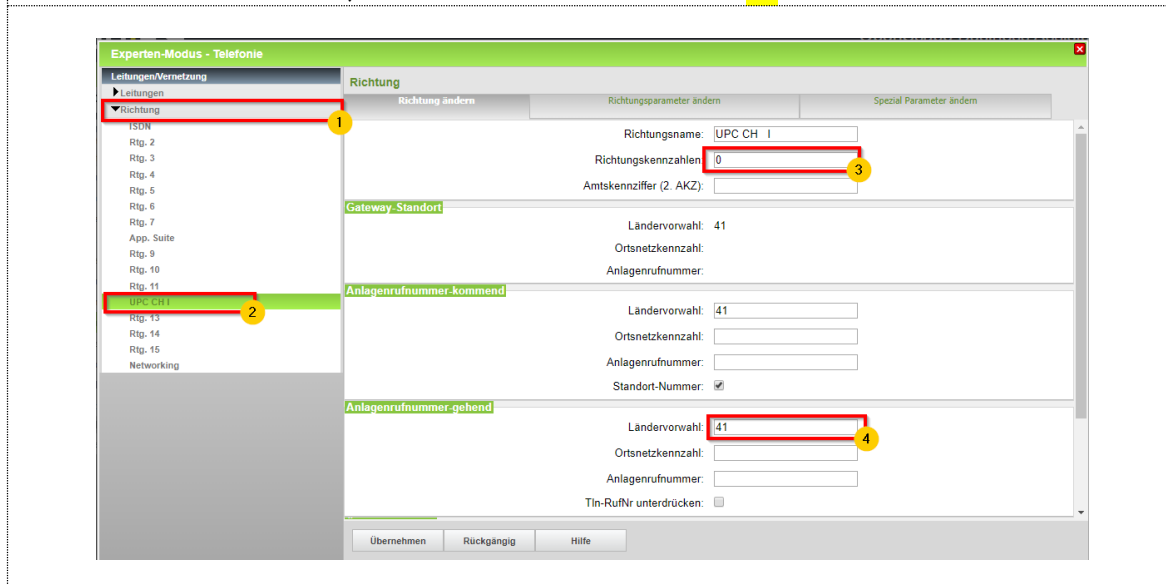 Experten-Modus - Telefonie
Leitungen/Vernetzung
Leitungen
Richtung
1
ISDN
Rtg. 2
Rtg. 3
Rtg. 4
Rtg. 5
Rtg. 6
Rtg. 7
App. Suite
Rtg. 9
Rtg. 10
Rtg. 11
UPC CH I
2
Rtg. 13
Rtg. 14
Rtg. 15
Networking
Richtung
Richtung ändern Richtungsparameter ändern Spezial Parameter ändern
Richtungsname: UPC CH I
Richtungskennzahlen: 0
3
Amtskennziffer (2. AKZ):
Gateway-Standort
Ländervorwahl: 41
Ortsnetzkennzahl:
Anlagenrufnummer:
Anlagenrufnummer-kommend
Ländervorwahl: 41
Ortsnetzkennzahl:
Anlagenrufnummer:
Standort-Nummer:
Anlagenrufnummer-gehend
Ländervorwahl: 41
4
Ortsnetzkennzahl:
Anlagenrufnummer:
Tln-RufNr unterdrücken:
Übernehmen Rückgängig Hilfe